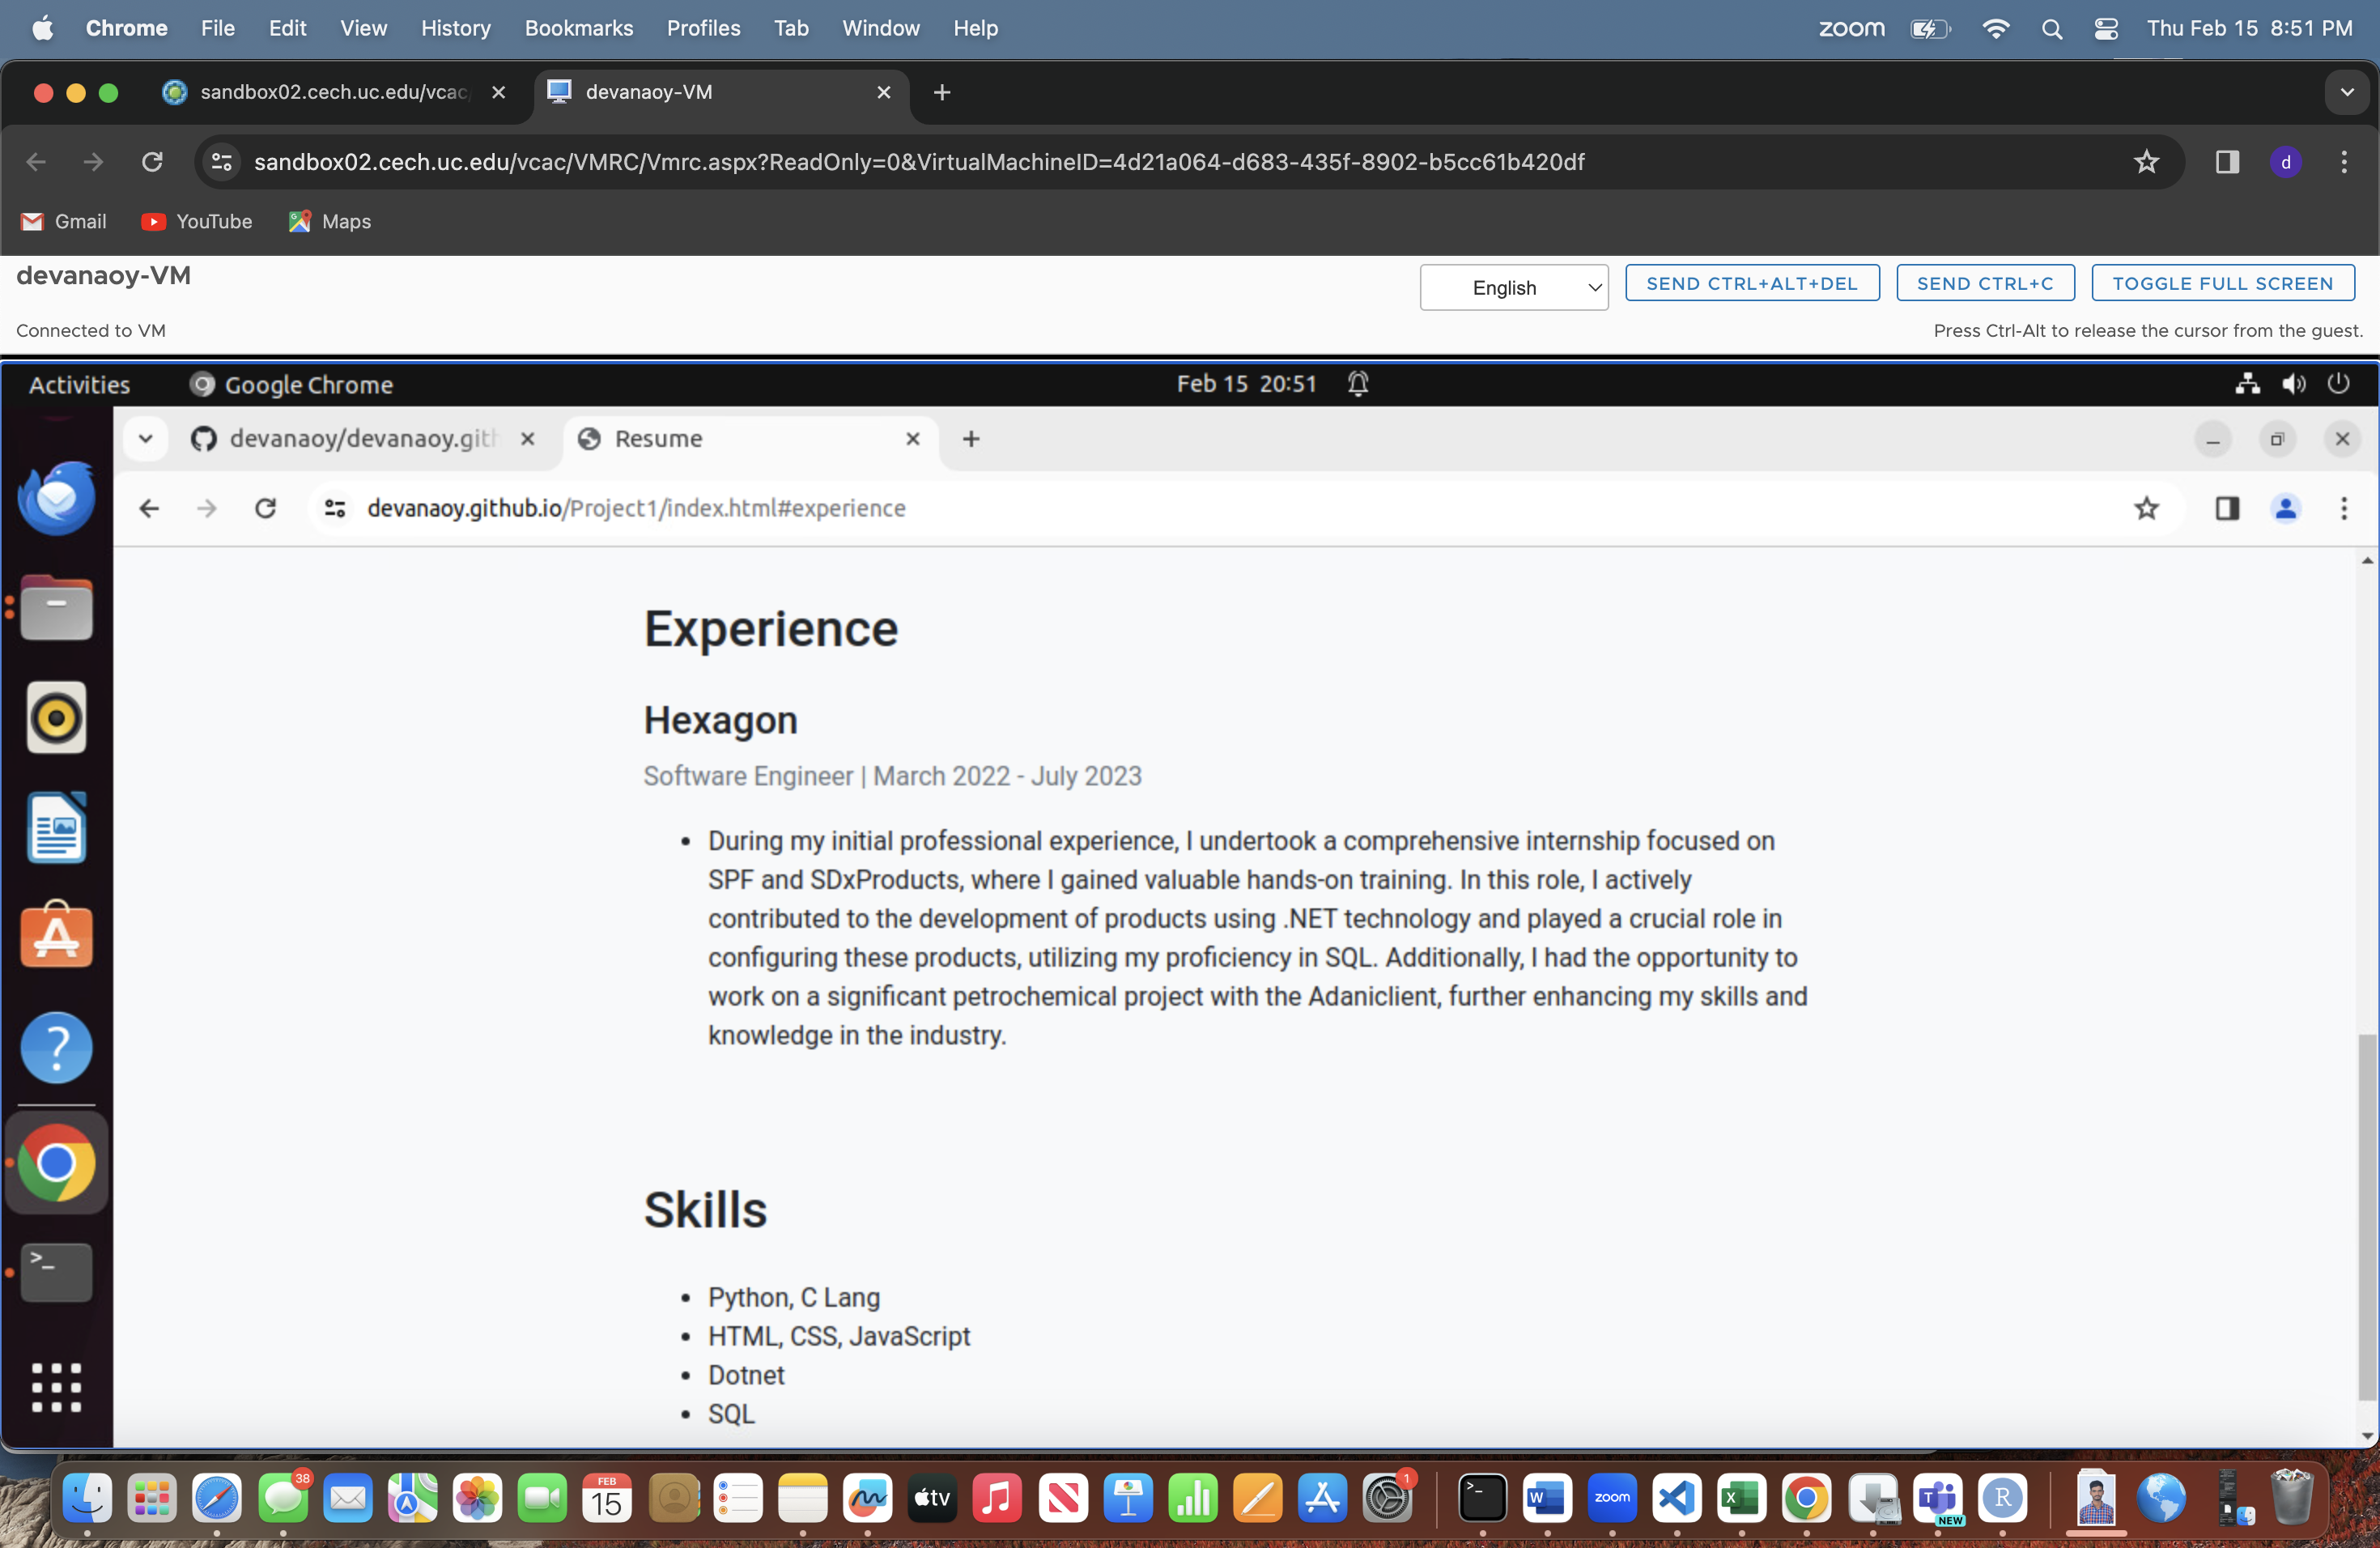 Chrome File Edit View History Bookmarks Profiles Tab Window Help zoom Thu Feb 15 8:51 PM
sandbox02.cech.uc.edu/vcac devanaoy-VM
sandbox02.cech.uc.edu/vcac/VMRC/Vmrc.aspx?ReadOnly=0&VirtualMachineID=4d21a064-d683-435f-8902-b5cc61b420df d
Gmail YouTube Maps
devanaoy-VM English SEND CTRL+ALT+DEL SEND CTRL+C TOGGLE FULL SCREEN
Connected to VM Press Ctrl-Alt to release the cursor from the guest.
Activities Google Chrome Feb 15 20:51
devanaoy/devanaoy.gith Resume
devanaoy.github.io/Project1/index.html#experience
Experience
Hexagon
Software Engineer | March 2022 - July 2023
• During my initial professional experience, I undertook a comprehensive internship focused on
SPF and SDxProducts, where I gained valuable hands-on training. In this role, I actively
contributed to the development of products using .NET technology and played a crucial role in
configuring these products, utilizing my proficiency in SQL. Additionally, I had the opportunity to
work on a significant petrochemical project with the Adaniclient, further enhancing my skills and
knowledge in the industry.
Skills
• Python, C Lang
• HTML, CSS, JavaScript
• Dotnet
• SQL
38 FEB 15 tv 1 >_ W zoom X T NEW R